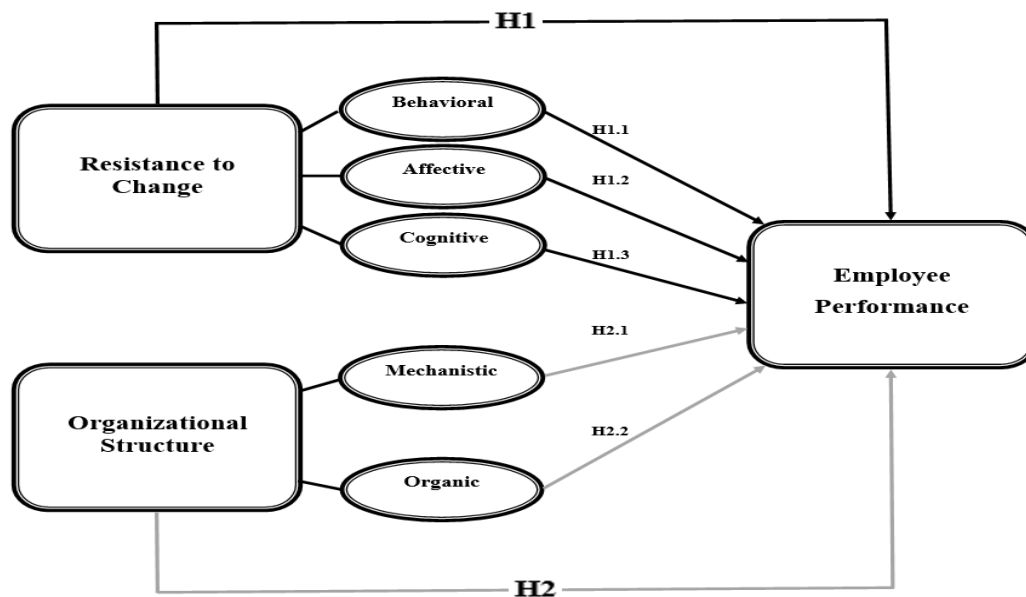 H1
Behavioral
H1.1
Resistance to
Change
Affective
H1.2
Cognitive
H1.3
Employee
Performance
H2.1
Mechanistic
Organizational
Structure
H2.2
Organic
H2